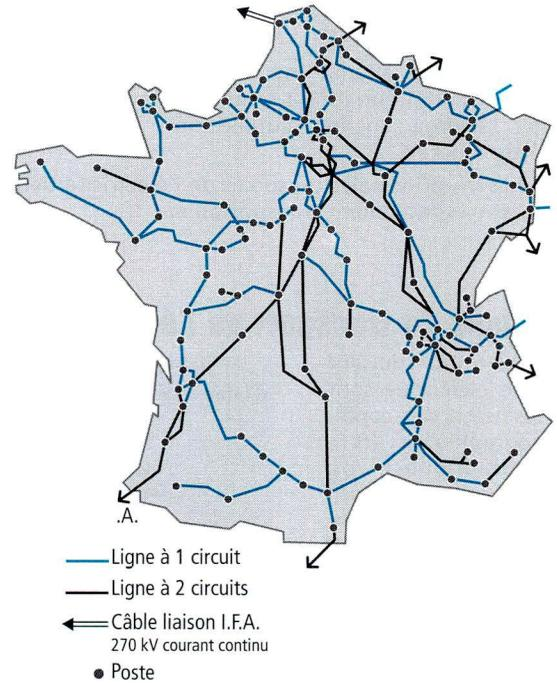 .A.
Ligne à 1 circuit
Ligne à 2 circuits
Câble liaison I.F.A.
270 kV courant continu
Poste